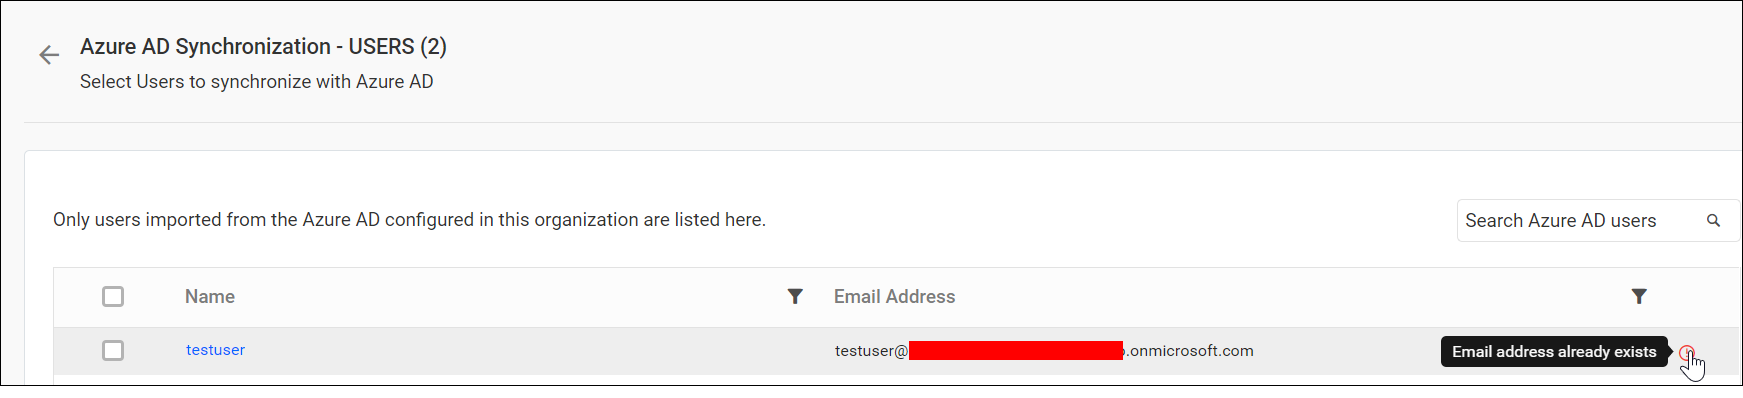 Azure AD Synchronization - USERS (2)
Select Users to synchronize with Azure AD
Only users imported from the Azure AD configured in this organization are listed here.
Search Azure AD users
Name
Email Address
testuser
testuser@ .onmicrosoft.com
Email address already exists